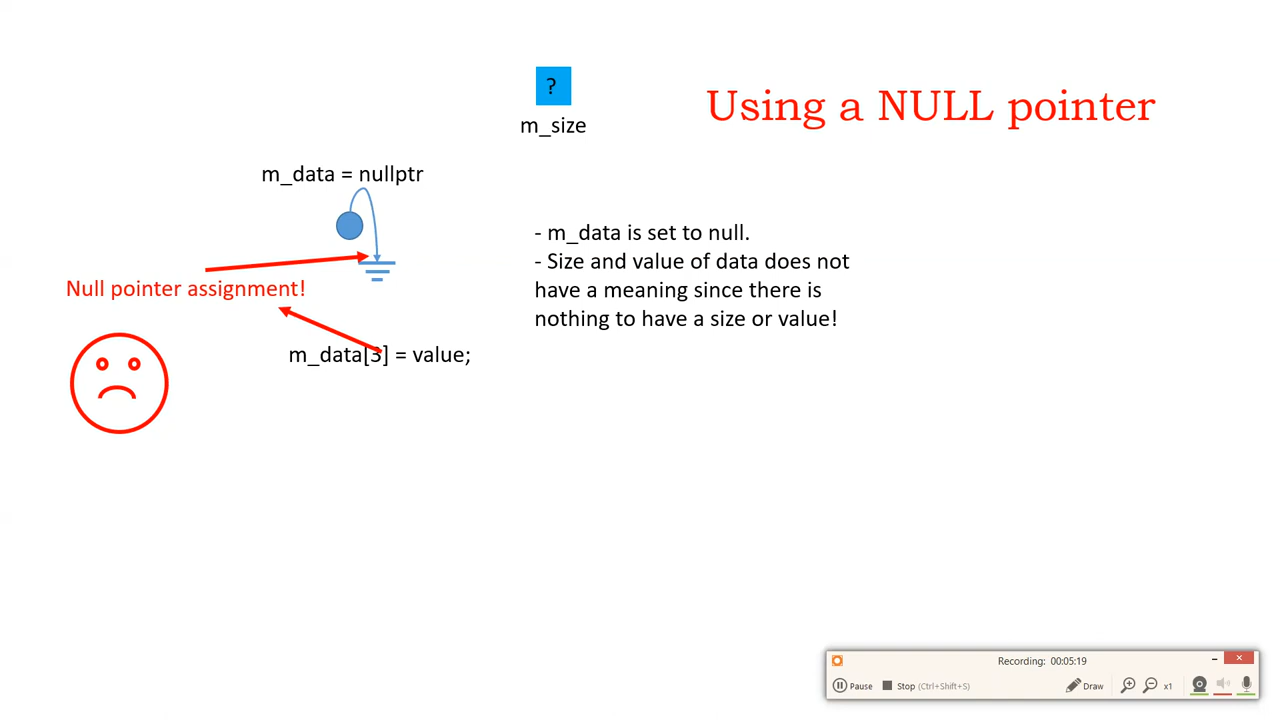 ?
m_size
Using a NULL pointer
m_data = nullptr
- m_data is set to null.
- Size and value of data does not
have a meaning since there is
nothing to have a size or value!
Null pointer assignment!
m_data[3] = value;
Recording: 00:05:19
Pause
Stop (Ctrl+Shift+S)
Draw
x1